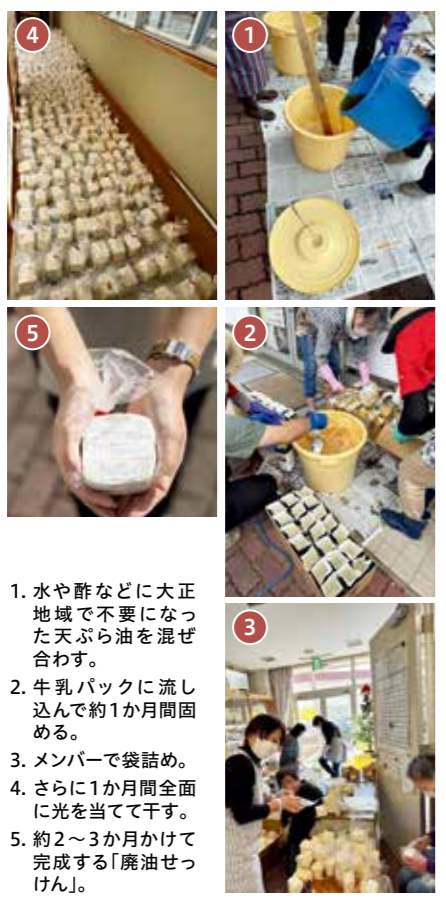 4
1
5
2
3
1. 水や酢などに大正
地域で不要になっ
た天ぷら油を混ぜ
合わす。
2. 牛乳パックに流し
込んで約1か月間固
める。
3. メンバーで袋詰め。
4. さらに1か月間全面
に光を当てて干す。
5. 約2～3か月かけて
完成する「廃油せっ
けん」。